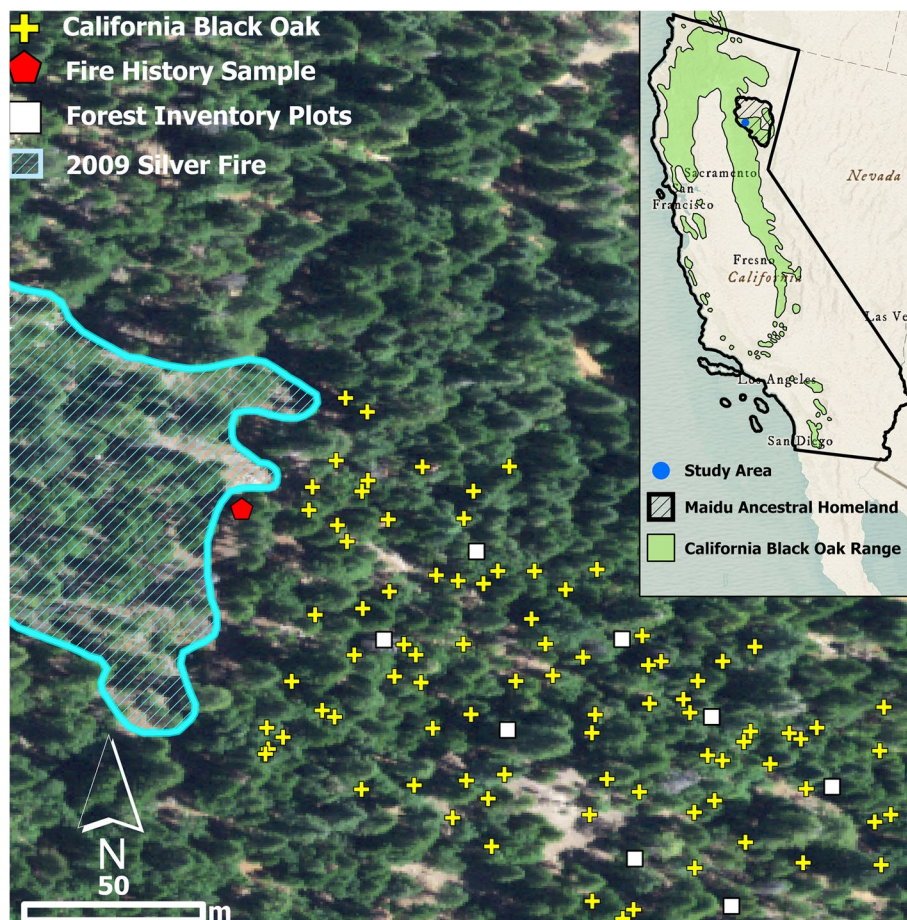 California Black Oak
Fire History Sample
Forest Inventory Plots
2009 Silver Fire
N
50
m
Sacramento
San
Francisco
Nevada
Fresno
California
Las Ve
Los Angeles
San Diego
Study Area
Maidu Ancestral Homeland
California Black Oak Range